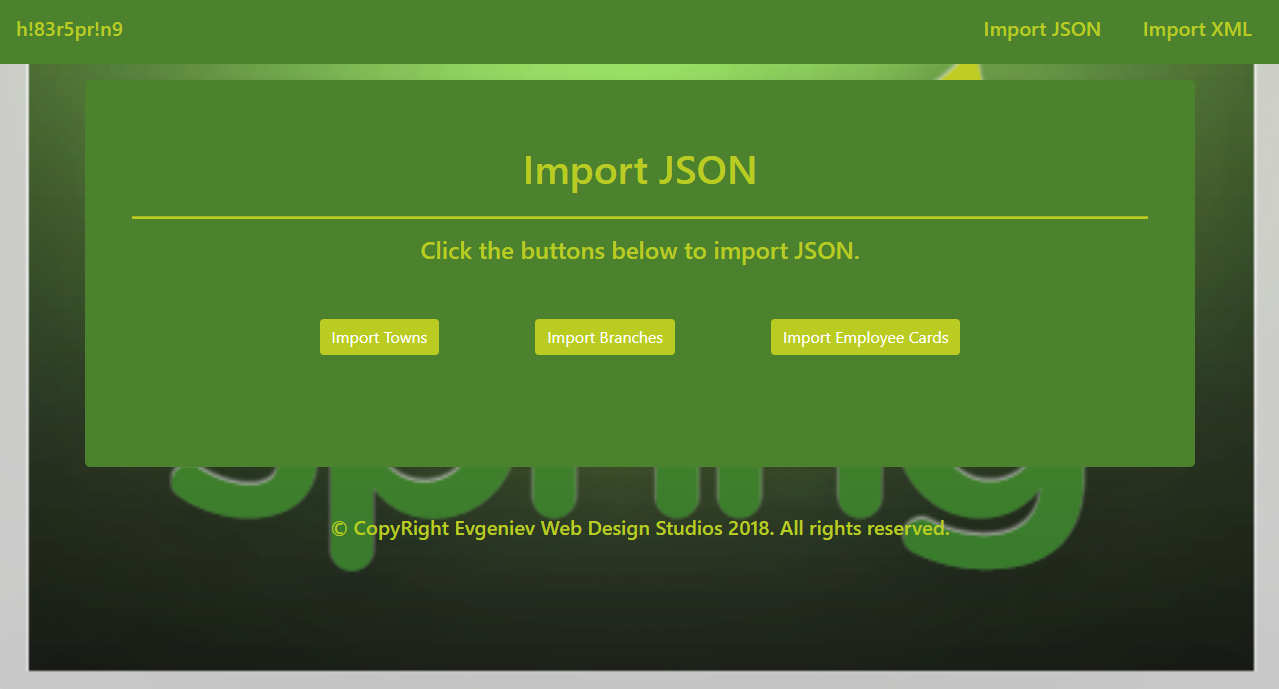 h!83r5pr!n9
Import JSON
Import XML
Import JSON
Click the buttons below to import JSON.
Import Towns
Import Branches
Import Employee Cards
spring
© CopyRight Evgeniev Web Design Studios 2018. All rights reserved.